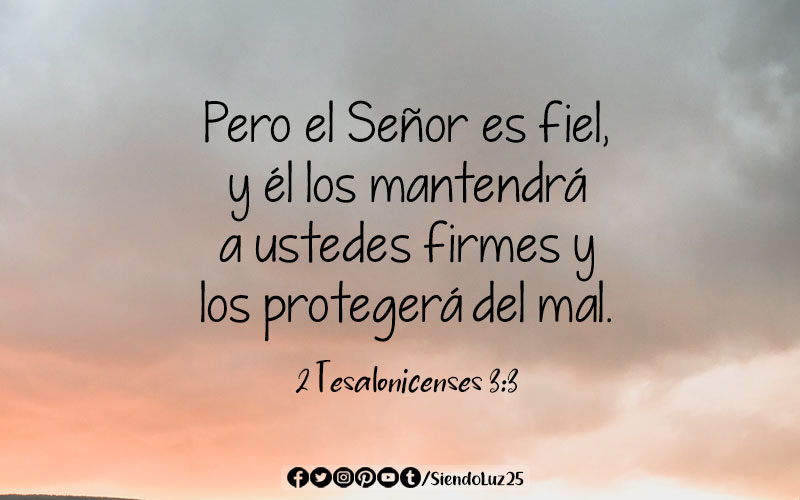 Pero el Señor es fiel,
y él los mantendrá
a ustedes firmes y
los protegerá del mal.
2 Tesalonicenses 3:3
/SiendoLuz25